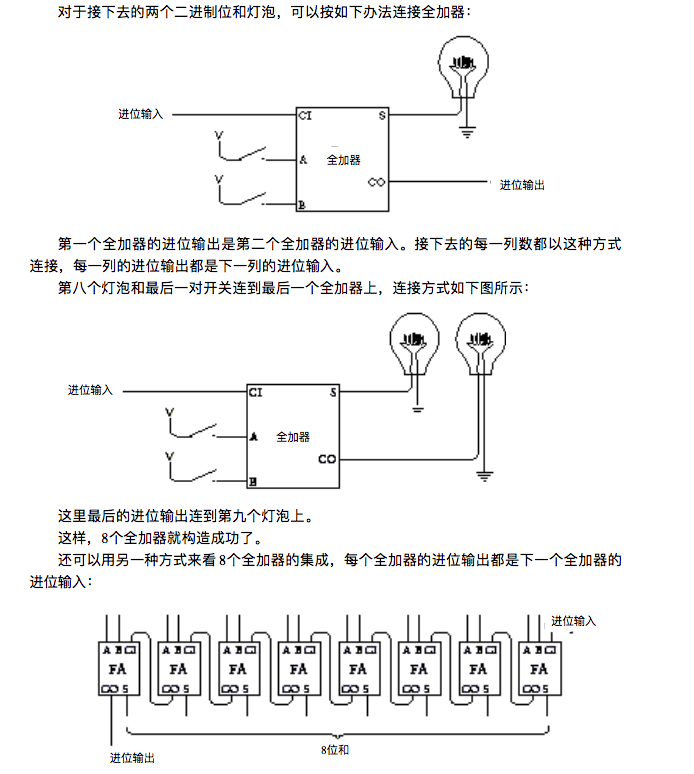 对于接下去的两个二进制位和灯泡，可以按如下办法连接全加器：
进位输入
CI
S
V
A
全加器
V
CO
进位输出
B
第一个全加器的进位输出是第二个全加器的进位输入。接下去的每一列数都以这种方式
连接，每一列的进位输出都是下一列的进位输入。
第八个灯泡和最后一对开关连到最后一个全加器上，连接方式如下图所示：
进位输入
CI
S
V
A
全加器
V
CO
B
这里最后的进位输出连到第九个灯泡上。
这样，8个全加器就构造成功了。
还可以用另一种方式来看8个全加器的集成，每个全加器的进位输出都是下一个全加器的
进位输入：
进位输入
A B CI A B CI A B CI A B CI A B CI A B CI A B CI A B CI
FA FA FA FA FA FA FA FA
CO S CO S CO S CO S CO S CO S CO S CO S
8位和
进位输出